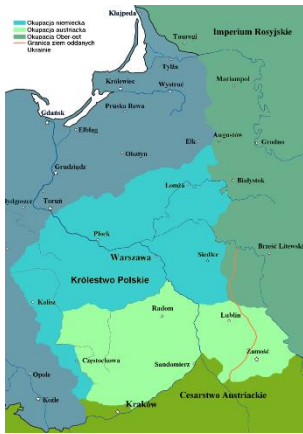 Okupacja niemiecka
Okupacja austriacka
Okupacja Ober-ost
Granica ziem oddanych
Ukrainie
Kłajpeda
Imperium Rosyjskie
Taurogi
Tylża
Królewiec
Wystruć
Mariampol
Pruska Iława
Gdańsk
Elbląg
Olsztyn
Ełk
Augustów
Grodno
Grudziądz
Łomża
Białystok
Bydgoszcz
Toruń
Płock
Warszawa
Siedlec
Brześć Litewski
Królestwo Polskie
Kalisz
Radom
Lublin
Częstochowa
Sandomierz
Zamość
Opole
Koźle
Kraków
Cesarstwo Austriackie